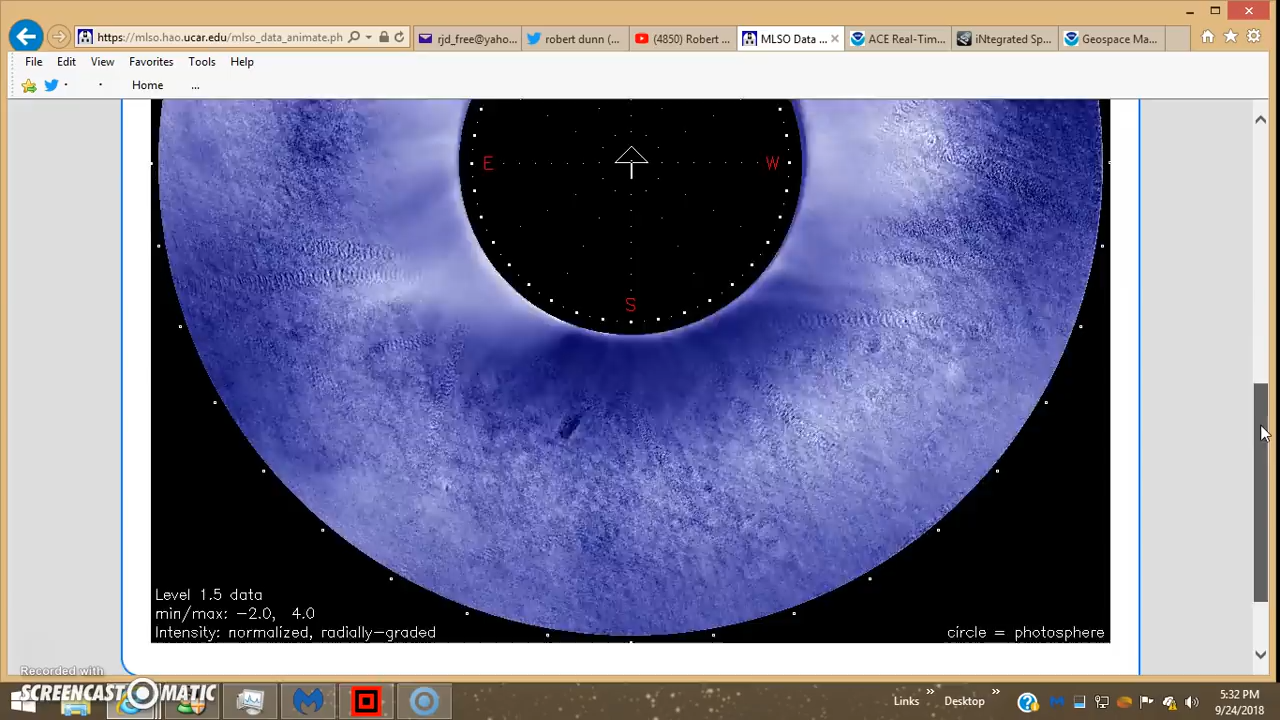 https://mlso.hao.ucar.edu/mlso_data_animate.ph
rjd_free@yaho...
robert dunn (...
(4850) Robert ...
MLSO Data ...
ACE Real-Tim...
iNtegrated Sp...
Geospace Ma...
File Edit View Favorites Tools Help
Home ...
E W
S
Level 1.5 data
min/max: -2.0, 4.0
Intensity: normalized, radially-graded
circle = photosphere
Recorded with
SCREENCAST-O-MATIC
Links » Desktop »
5:32 PM
9/24/2018